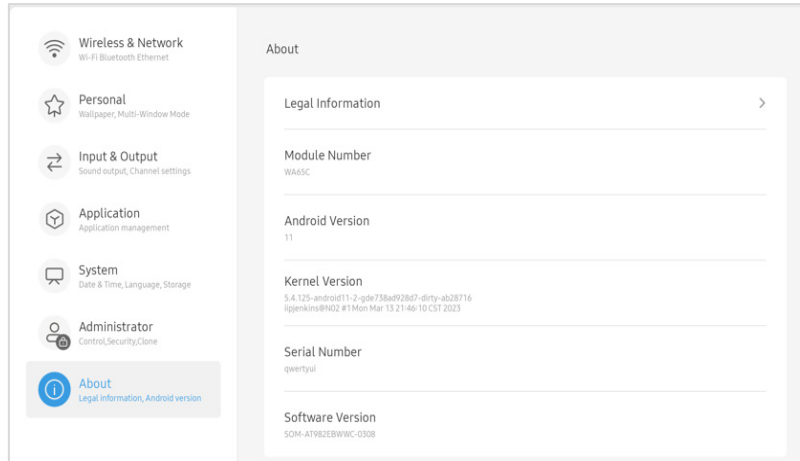 Wireless & Network
Wi-Fi Bluetooth Ethernet
Personal
Wallpaper, Multi-Window Mode
Input & Output
Sound output, Channel settings
Application
Application management
System
Date & Time, Language, Storage
Administrator
Control,Security,Clone
About
Legal information, Android version
About
Legal Information
Module Number
WA65C
Android Version
11
Kernel Version
5.4.125-android11-2-gde738ad928d7-dirty-ab28716
iipjenkins@N02 #1 Mon Mar 13 21:46:10 CST 2023
Serial Number
qwertyui
Software Version
SOM-AT982EBWWC-0308